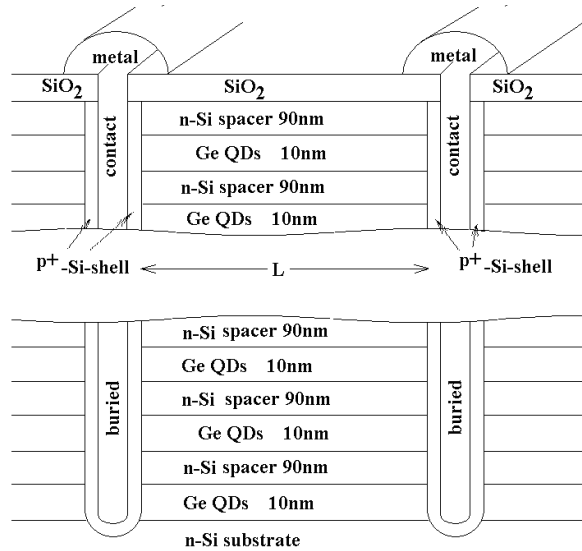 metal
metal
SiO2
SiO2
SiO2
contact
contact
n-Si spacer 90nm
Ge QDs 10nm
n-Si spacer 90nm
Ge QDs 10nm
p+-Si-shell
L
p+-Si-shell
buried
buried
n-Si spacer 90nm
Ge QDs 10nm
n-Si spacer 90nm
Ge QDs 10nm
n-Si spacer 90nm
Ge QDs 10nm
n-Si substrate